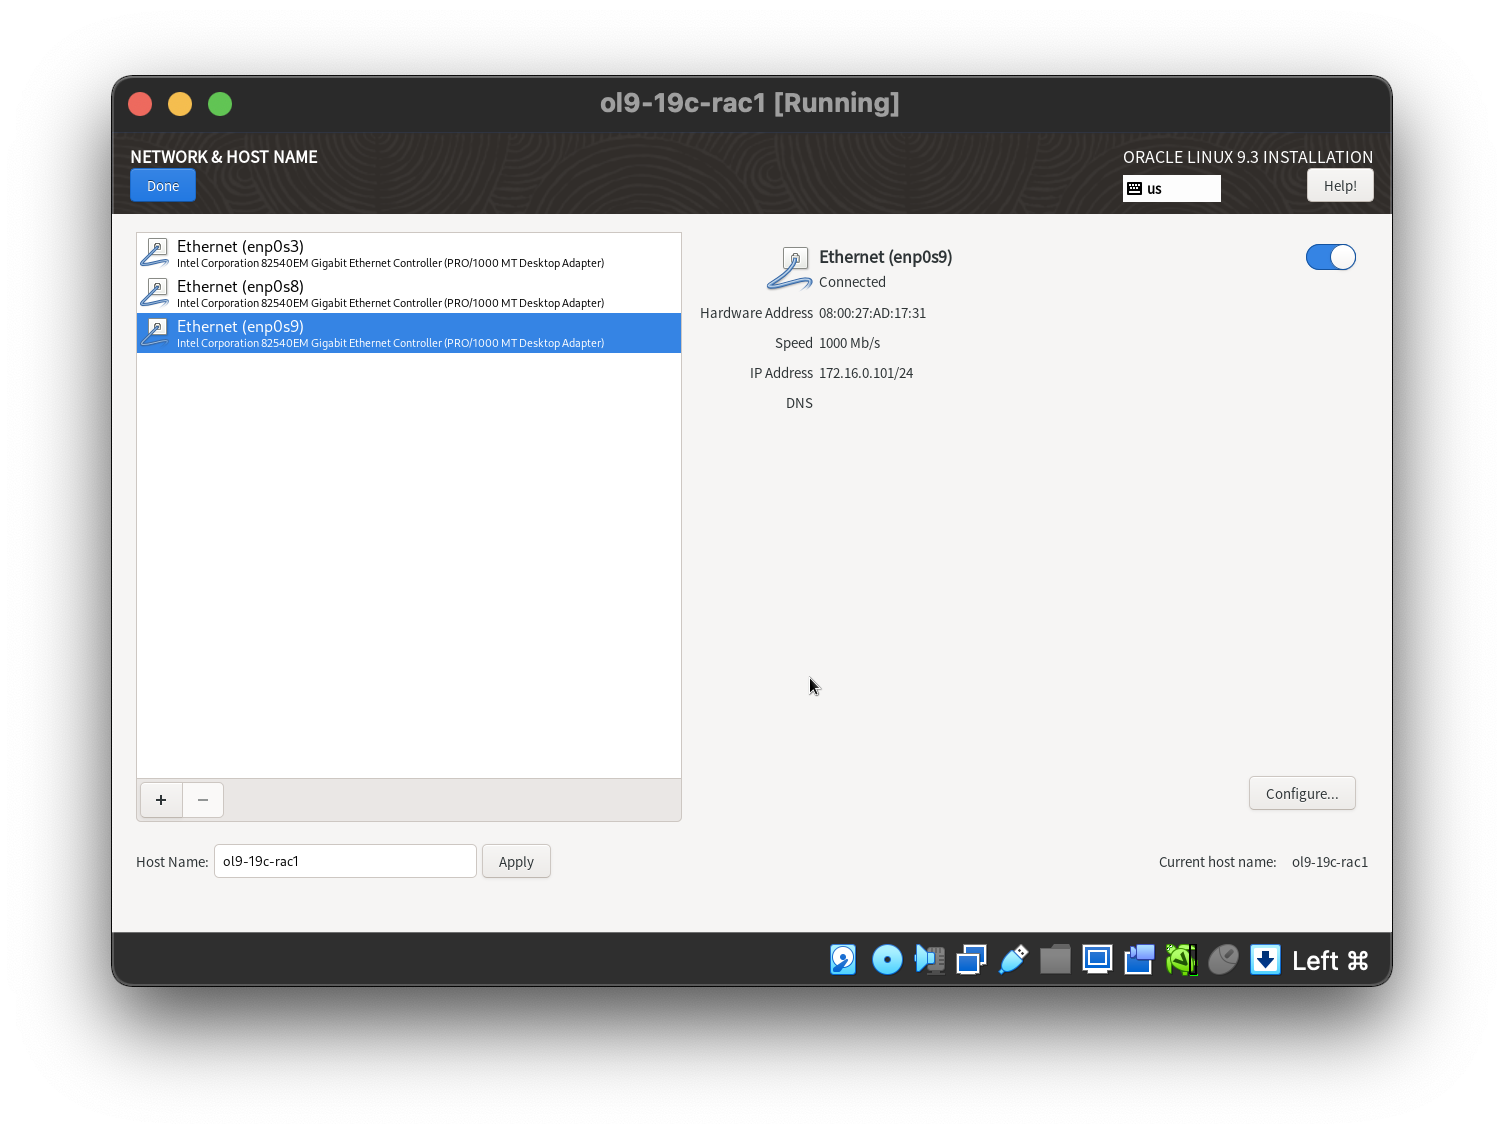 ol9-19c-rac1 [Running]
NETWORK & HOST NAME
ORACLE LINUX 9.3 INSTALLATION
Done
us
Help!
Ethernet (enp0s3)
Intel Corporation 82540EM Gigabit Ethernet Controller (PRO/1000 MT Desktop Adapter)
Ethernet (enp0s8)
Intel Corporation 82540EM Gigabit Ethernet Controller (PRO/1000 MT Desktop Adapter)
Ethernet (enp0s9)
Intel Corporation 82540EM Gigabit Ethernet Controller (PRO/1000 MT Desktop Adapter)
Ethernet (enp0s9)
Connected
Hardware Address 08:00:27:AD:17:31
Speed 1000 Mb/s
IP Address 172.16.0.101/24
DNS
+ −
Configure...
Host Name: ol9-19c-rac1 Apply
Current host name: ol9-19c-rac1
Left ⌘